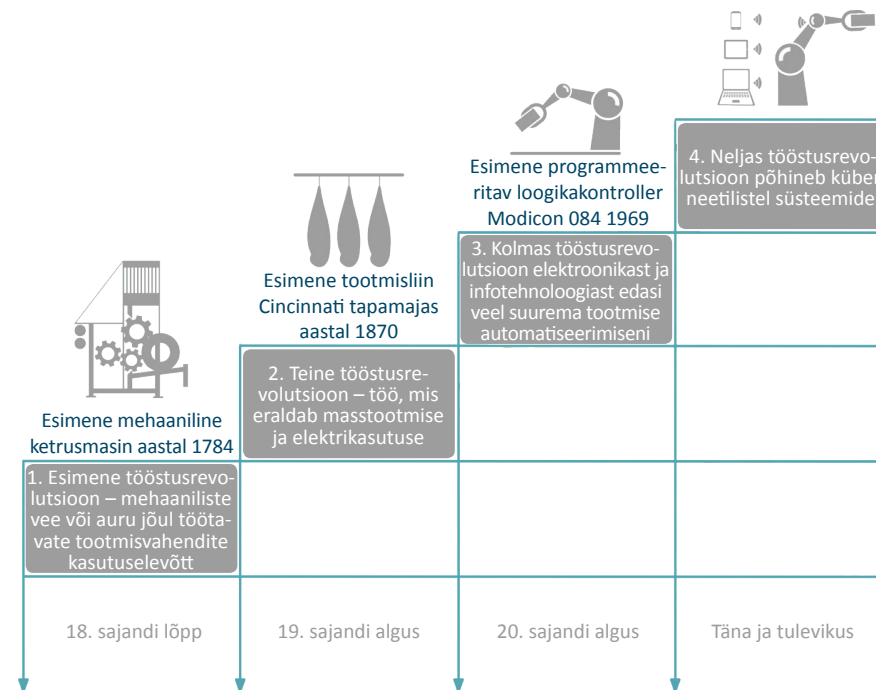 Esimene mehaaniline
ketrusmasin aastal 1784
1. Esimene tööstusrevo-
lutsioon – mehaaniliste
vee või auru jõul tööta-
vate tootmisvahendite
kasutuselevõtt
18. sajandi lõpp
Esimene tootmisliin
Cincinnati tapamajas
aastal 1870
2. Teine tööstusre-
volutsioon – töö, mis
eraldab masstootmise
ja elektrikasutuse
19. sajandi algus
Esimene programmee-
ritav loogikakontroller
Modicon 084 1969
3. Kolmas tööstusrevo-
lutsioon elektroonikast ja
infotehnoloogiast edasi
veel suurema tootmise
automatiseerimiseni
20. sajandi algus
4. Neljas tööstusrevo-
lutsioon põhineb küber
neetilistel süsteemide
Täna ja tulevikus